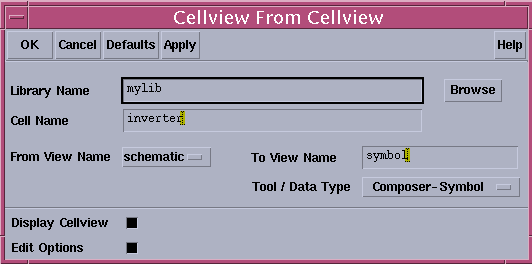 Cellview From Cellview
OK Cancel Defaults Apply Help
Library Name mylib Browse
Cell Name inverter
From View Name schematic To View Name symbol
Tool / Data Type Composer-Symbol
Display Cellview
Edit Options